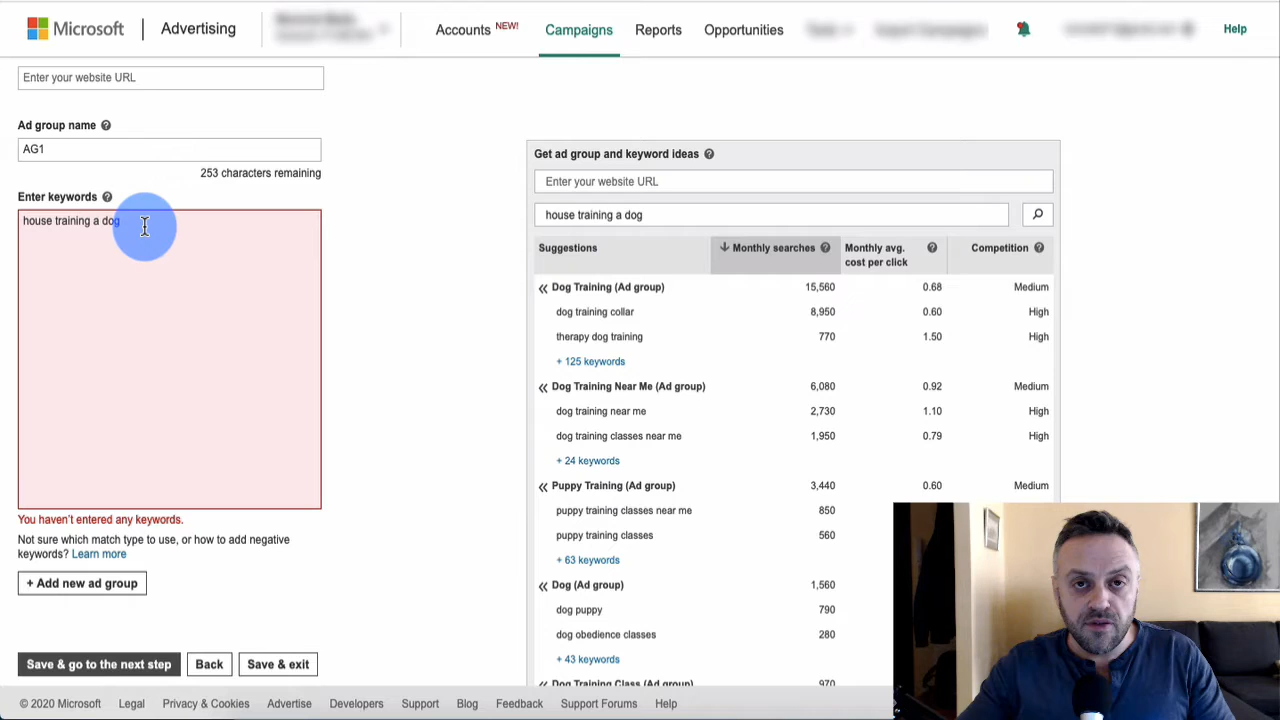 Microsoft | Advertising
Accounts NEW!
Campaigns
Reports
Opportunities
Help
Enter your website URL
Ad group name
AG1
253 characters remaining
Enter keywords
house training a dog
You haven't entered any keywords.
Not sure which match type to use, or how to add negative
keywords? Learn more
+ Add new ad group
Save & go to the next step
Back
Save & exit
Get ad group and keyword ideas
Enter your website URL
house training a dog
Suggestions
Monthly searches
Monthly avg.
cost per click
Competition
Dog Training (Ad group) 15,560 0.68 Medium
dog training collar 8,950 0.60 High
therapy dog training 770 1.50 High
+ 125 keywords
Dog Training Near Me (Ad group) 6,080 0.92 Medium
dog training near me 2,730 1.10 High
dog training classes near me 1,950 0.79 High
+ 24 keywords
Puppy Training (Ad group) 3,440 0.60 Medium
puppy training classes near me 850
puppy training classes 560
+ 63 keywords
Dog (Ad group) 1,560
dog puppy 790
dog obedience classes 280
+ 43 keywords
Dog Training Class (Ad group) 970
© 2020 Microsoft
Legal
Privacy & Cookies
Advertise
Developers
Support
Blog
Feedback
Support Forums
Help